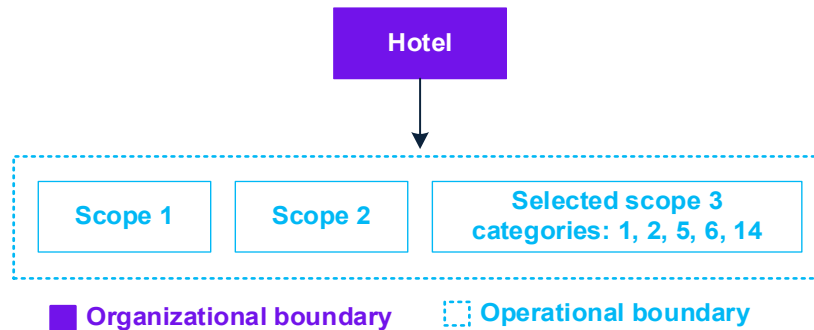 Hotel
Scope 1
Scope 2
Selected scope 3
categories: 1, 2, 5, 6, 14
Organizational boundary
Operational boundary